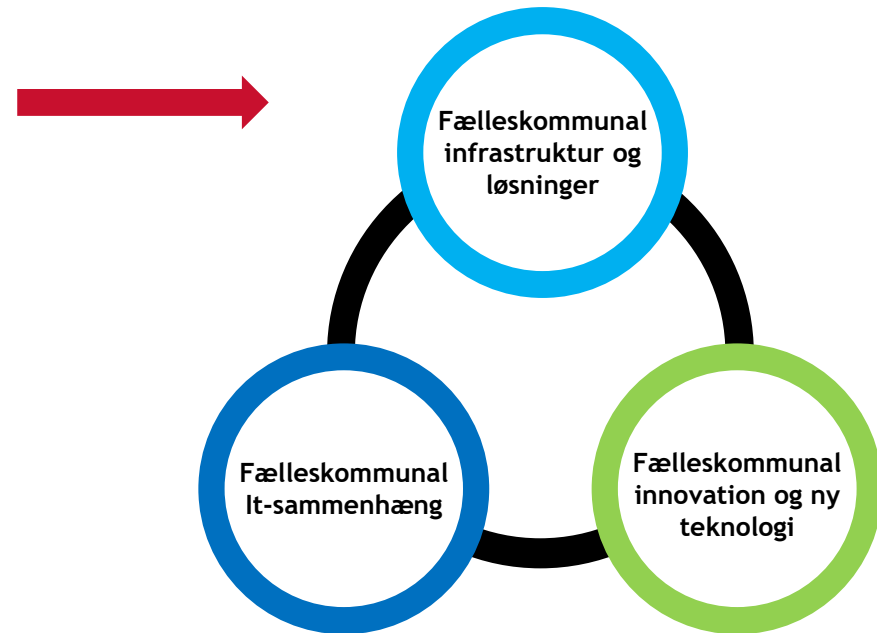 Fælleskommunal
infrastruktur og
løsninger
Fælleskommunal
It-sammenhæng
Fælleskommunal
innovation og ny
teknologi